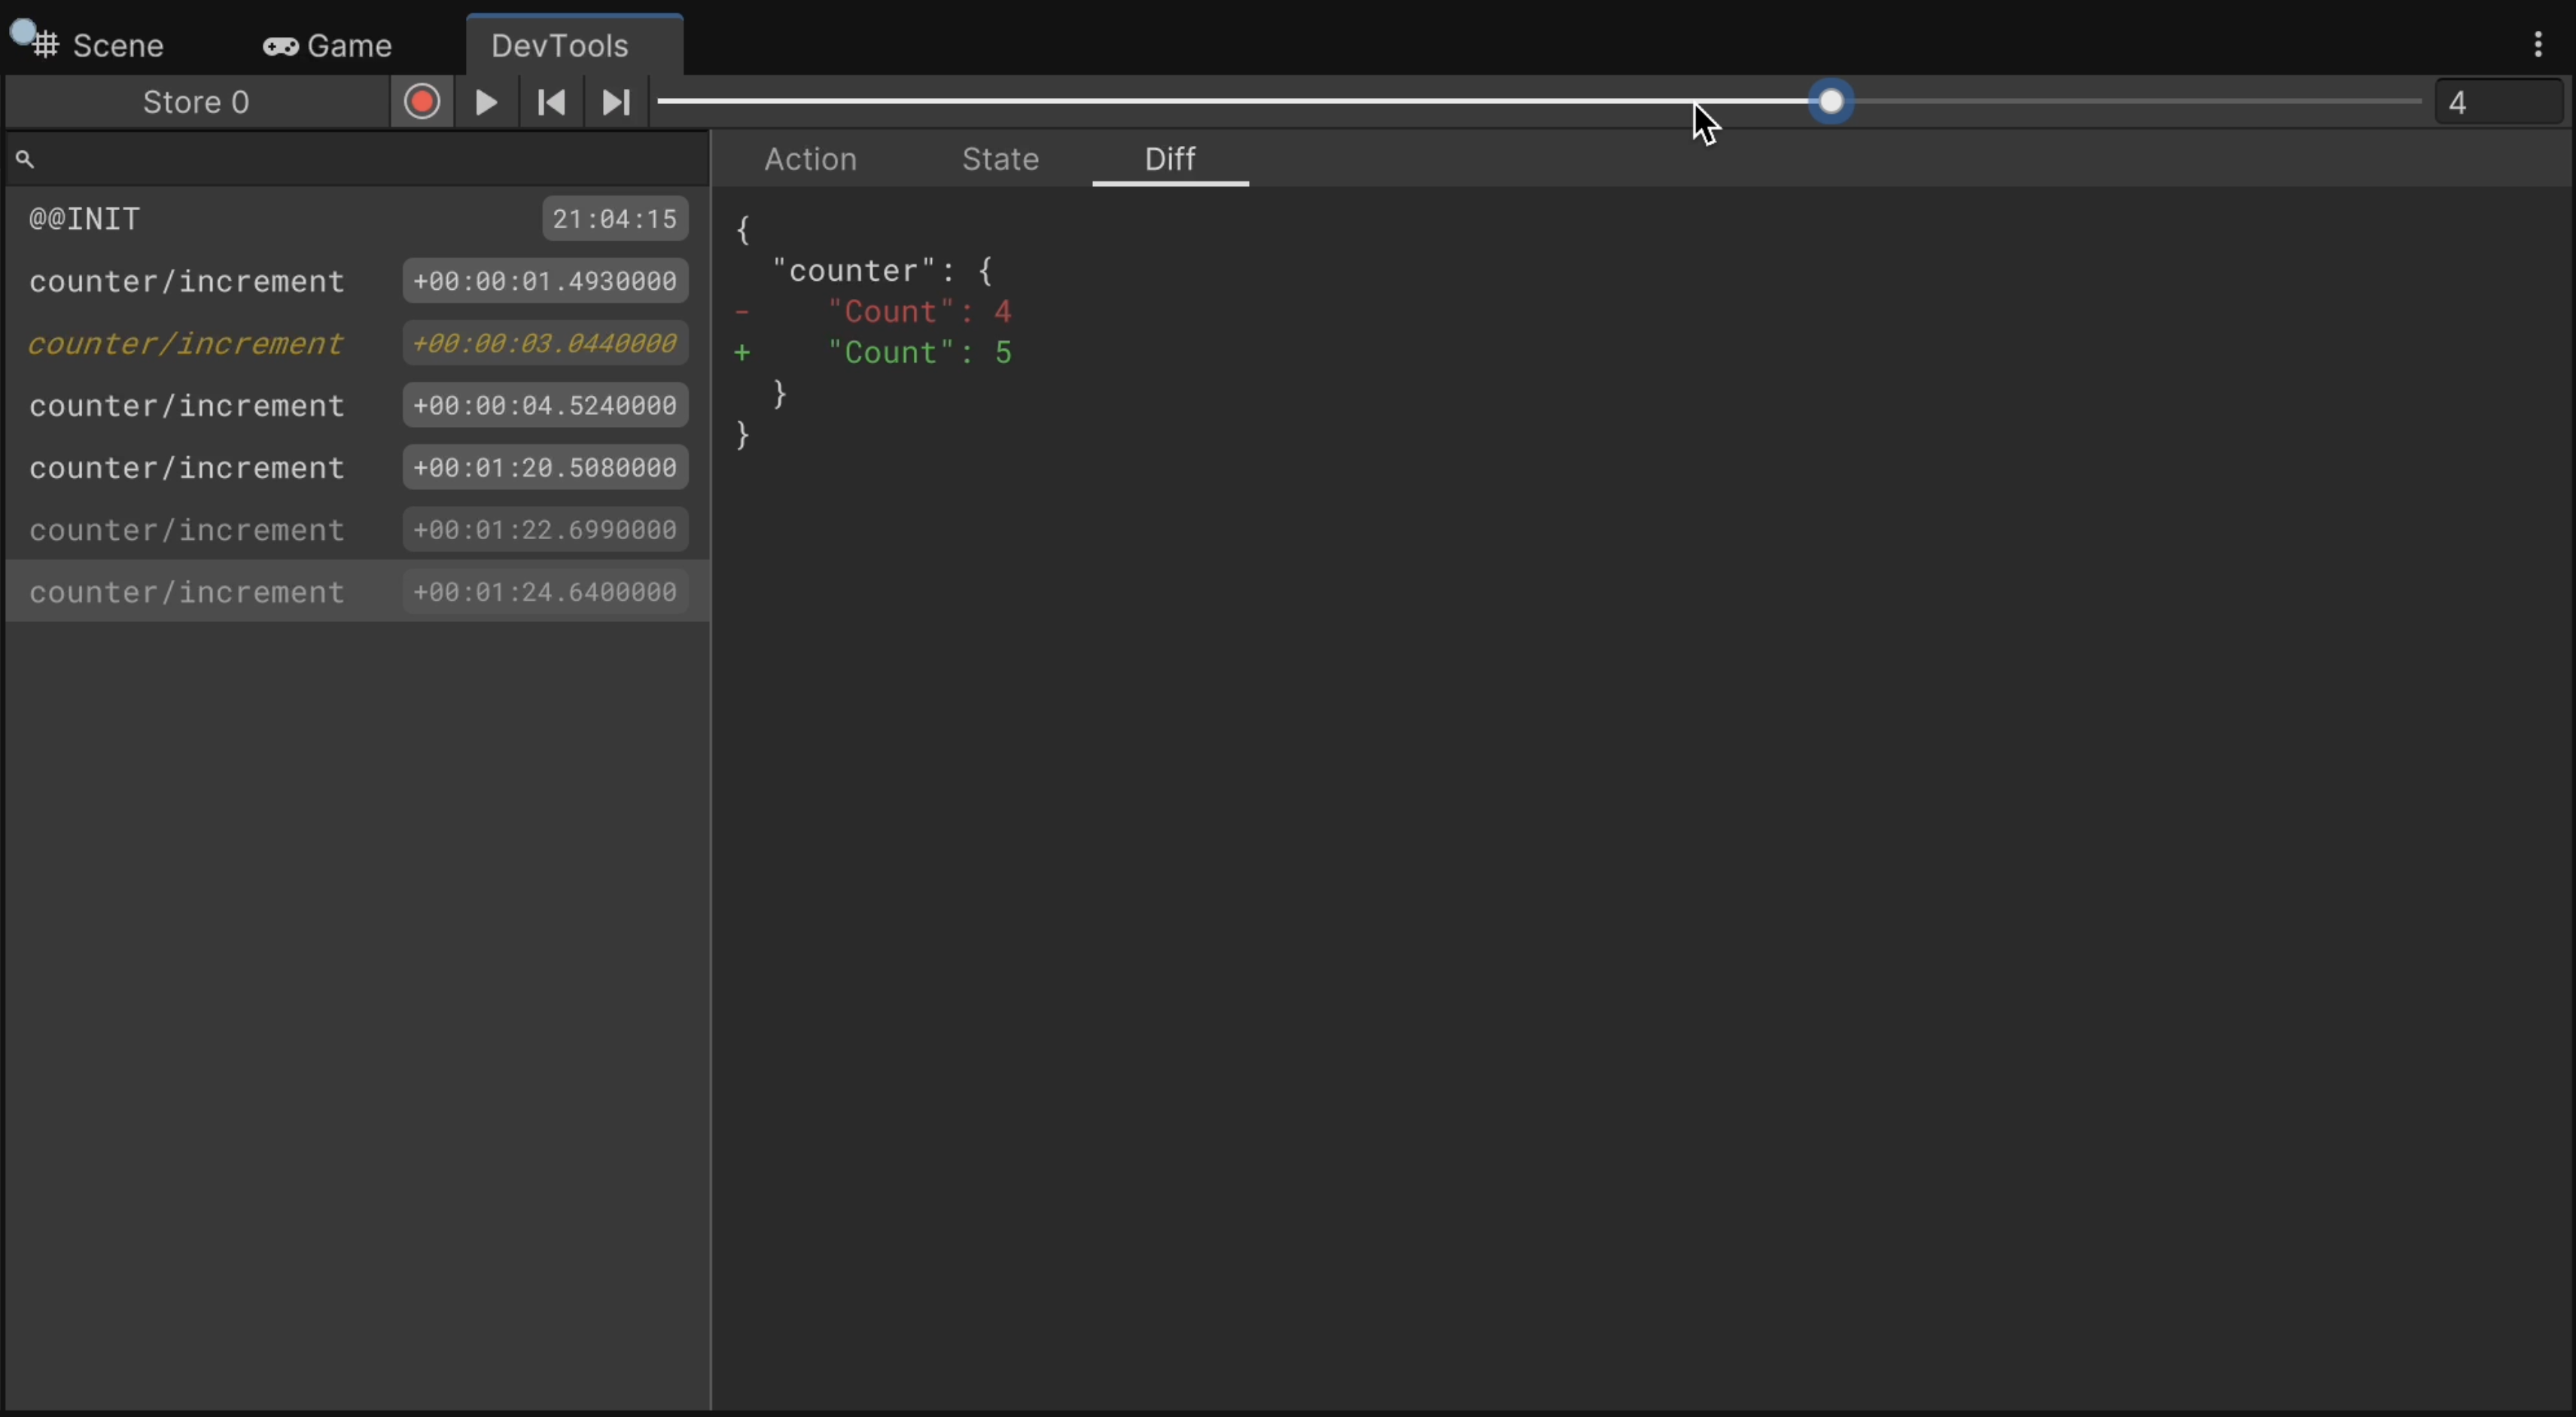 Scene Game DevTools
Store 0 4
Action State Diff
@@INIT 21:04:15
counter/increment +00:00:01.4930000
counter/increment +00:00:03.0440000
counter/increment +00:00:04.5240000
counter/increment +00:01:20.5080000
counter/increment +00:01:22.6990000
counter/increment +00:01:24.6400000
{
"counter": {
- "Count": 4
+ "Count": 5
}
}